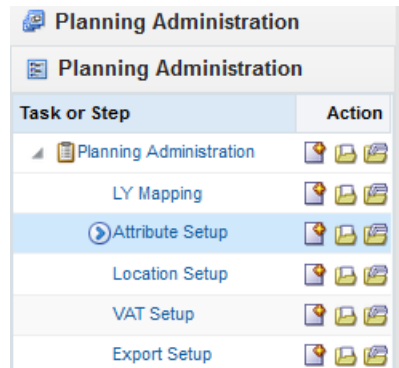 Planning Administration
Planning Administration
Task or Step Action
Planning Administration
LY Mapping
Attribute Setup
Location Setup
VAT Setup
Export Setup